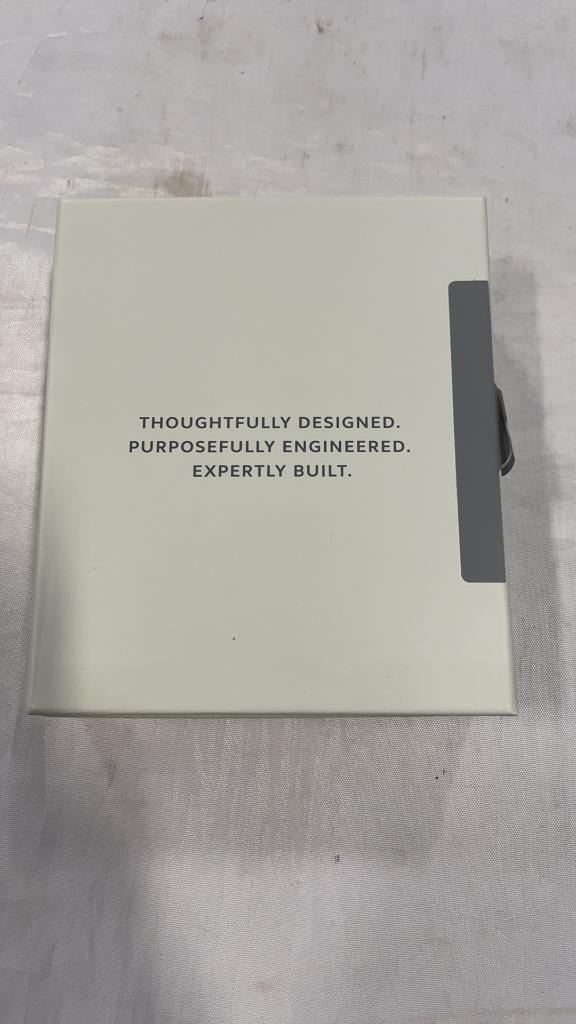 THOUGHTFULLY DESIGNED.
PURPOSEFULLY ENGINEERED.
EXPERTLY BUILT.